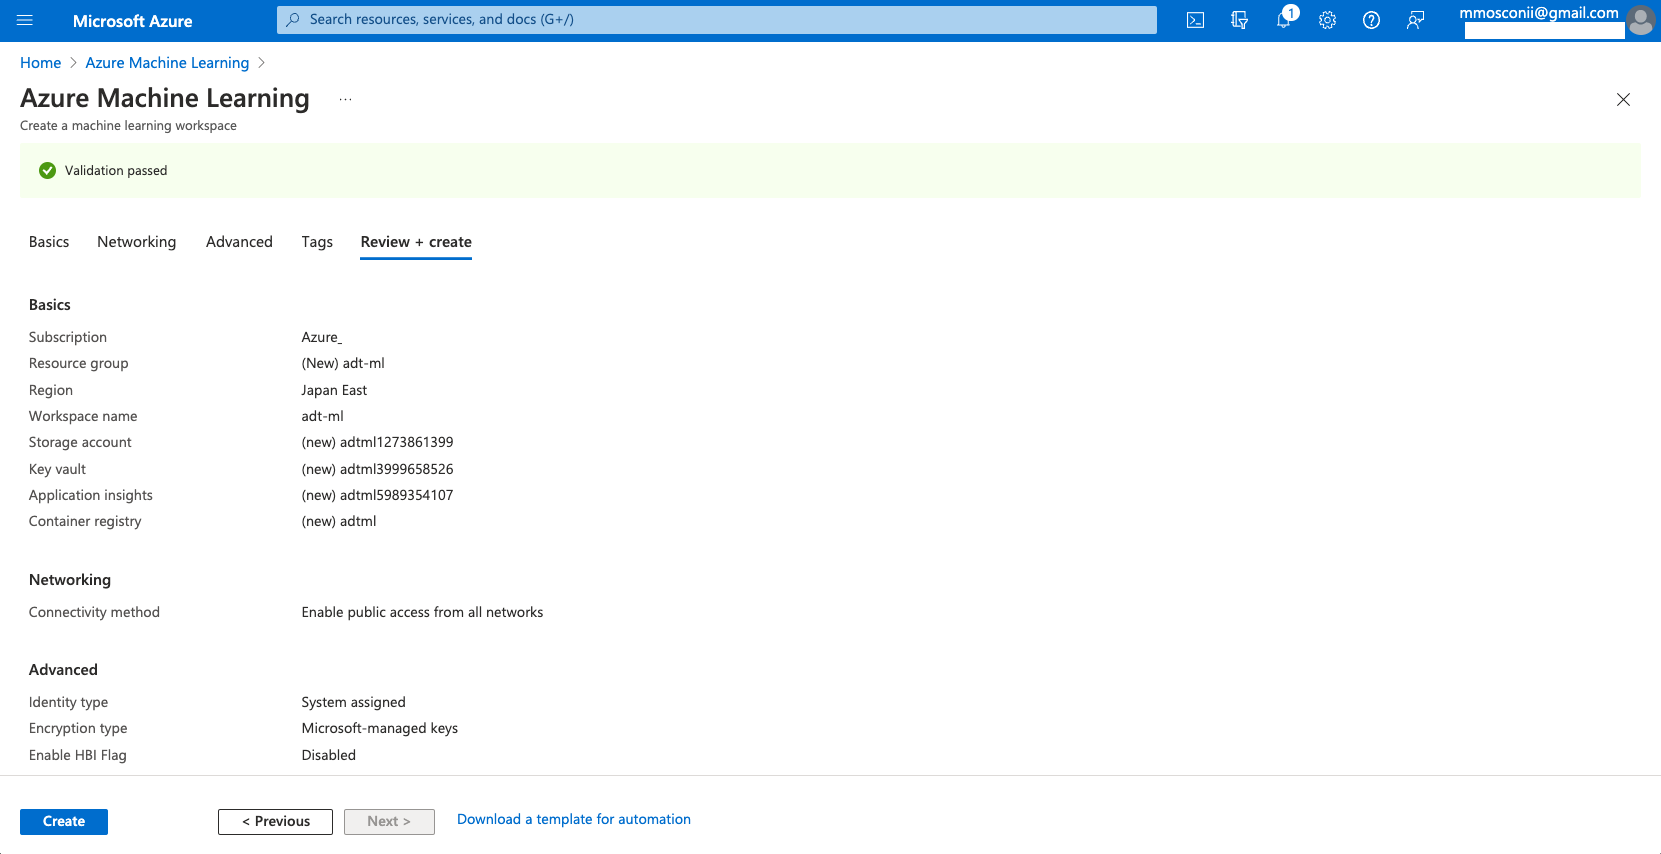 Microsoft Azure
Search resources, services, and docs (G+/)
1
mmosconii@gmail.com
Home > Azure Machine Learning >
Azure Machine Learning ...
Create a machine learning workspace
Validation passed
Basics Networking Advanced Tags Review + create
Basics
Subscription Azure_
Resource group (New) adt-ml
Region Japan East
Workspace name adt-ml
Storage account (new) adtml1273861399
Key vault (new) adtml3999658526
Application insights (new) adtml5989354107
Container registry (new) adtml
Networking
Connectivity method Enable public access from all networks
Advanced
Identity type System assigned
Encryption type Microsoft-managed keys
Enable HBI Flag Disabled
Create < Previous Next > Download a template for automation